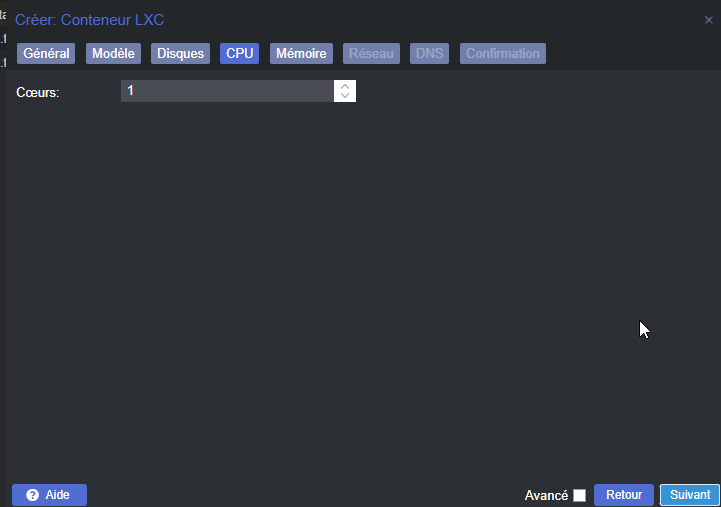 Créer: Conteneur LXC
Général Modèle Disques CPU Mémoire Réseau DNS Confirmation
Cœurs: 1
Aide Avancé Retour Suivant